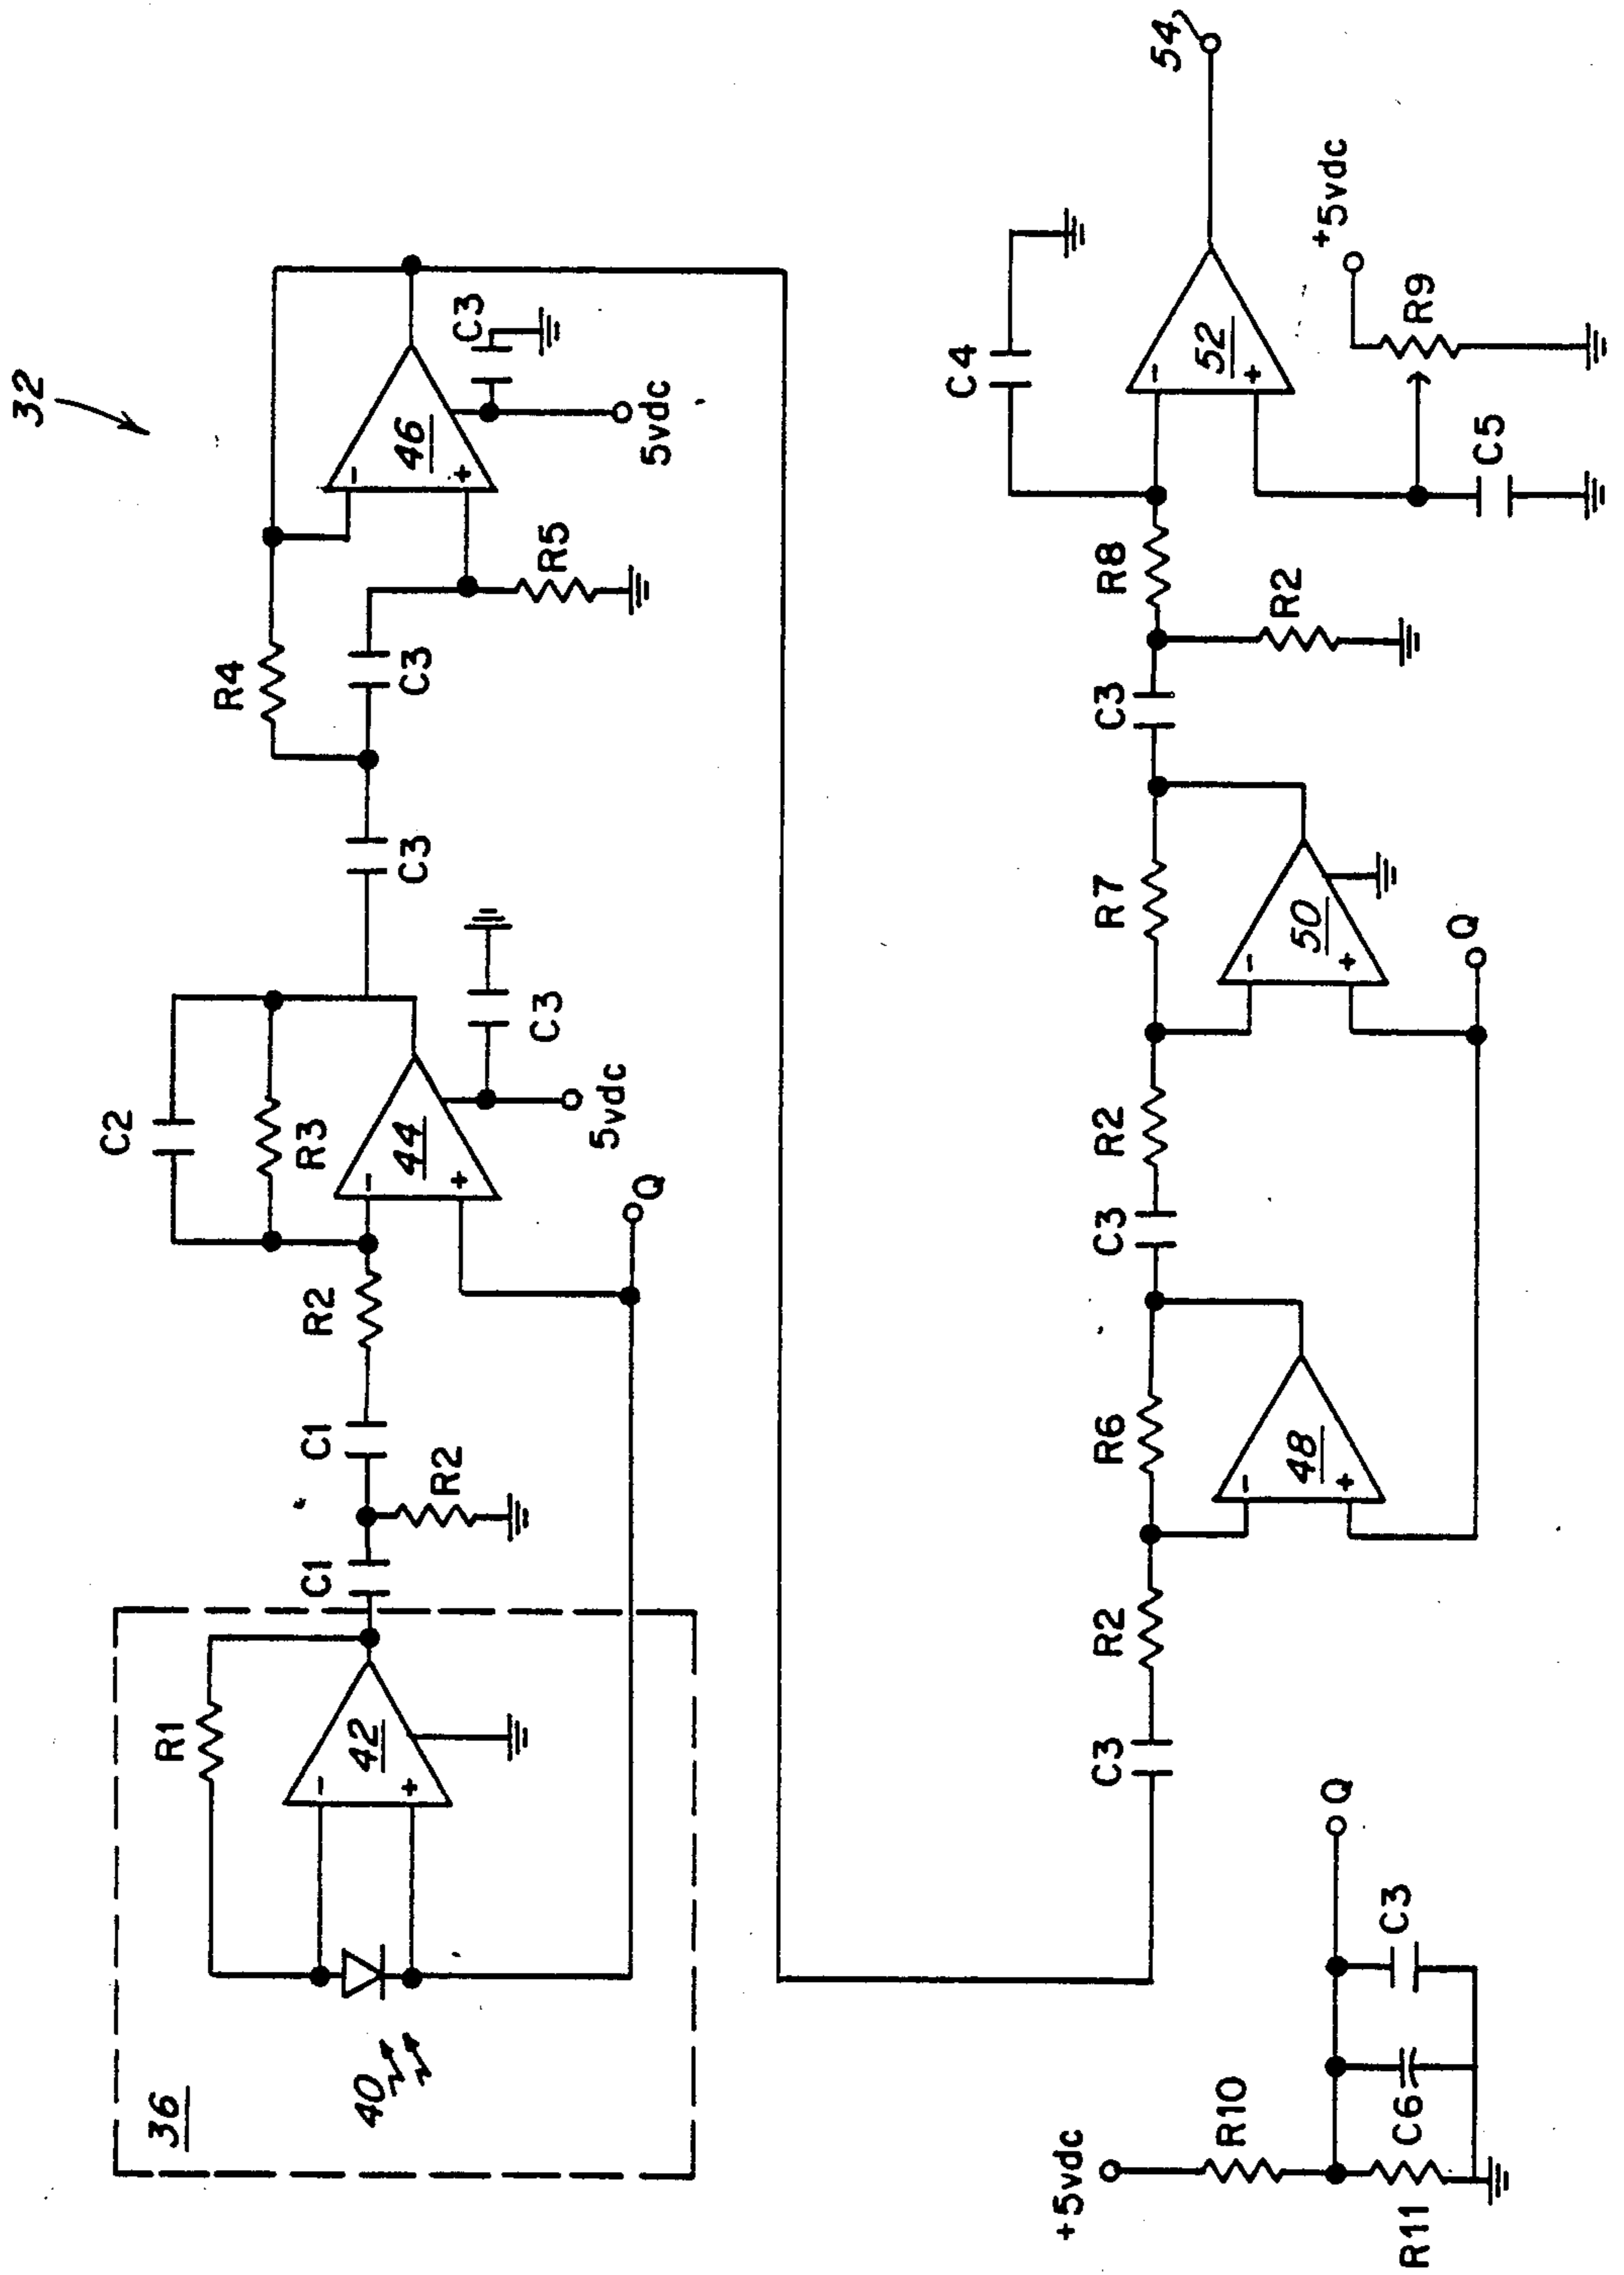 32
C2
R4
R1
R3
C1
C1
R2
R2
C3
C3
C3
C3
R5
- 42 +
- 44 +
- 46 +
5vdc
5vdc
36
40
Q
C3
R2
R6
C3
R2
R7
C3
R8
C4
54
- 48 +
- 50 +
- 52 +
R2
Q
+5vdc
R9
C5
+5vdc
R10
R11
C6
C3
Q